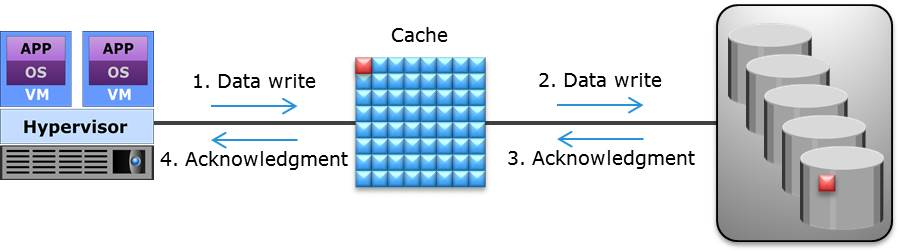 APP
OS
VM
APP
OS
VM
Hypervisor
Cache
1. Data write
2. Data write
4. Acknowledgment
3. Acknowledgment